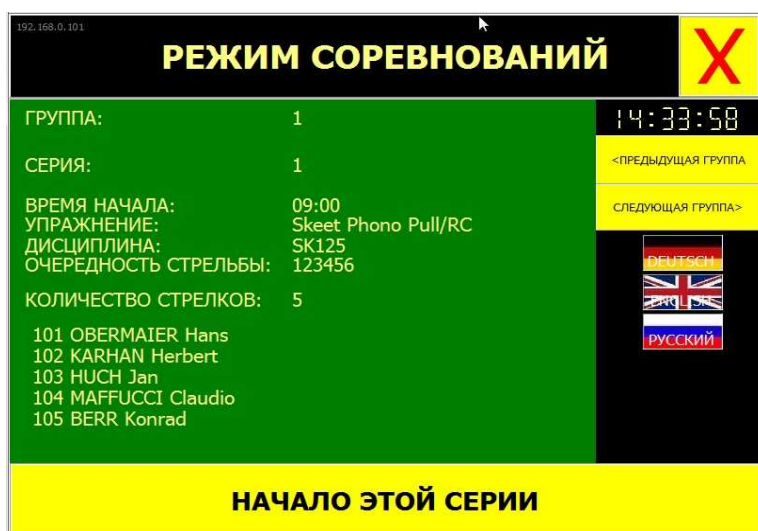 192.168.0.101
РЕЖИМ СОРЕВНОВАНИЙ
X
ГРУППА: 1
14:33:58
СЕРИЯ: 1
<ПРЕДЫДУЩАЯ ГРУППА
ВРЕМЯ НАЧАЛА: 09:00
СЛЕДУЮЩАЯ ГРУППА>
УПРАЖНЕНИЕ: Skeet Phono Pull/RC
ДИСЦИПЛИНА: SK125
ОЧЕРЕДНОСТЬ СТРЕЛЬБЫ: 123456
КОЛИЧЕСТВО СТРЕЛКОВ: 5
DEUTSCH
ENGLISH
РУССКИЙ
101 OBERMAIER Hans
102 KARHAN Herbert
103 HUCH Jan
104 MAFFUCCI Claudio
105 BERR Konrad
НАЧАЛО ЭТОЙ СЕРИИ